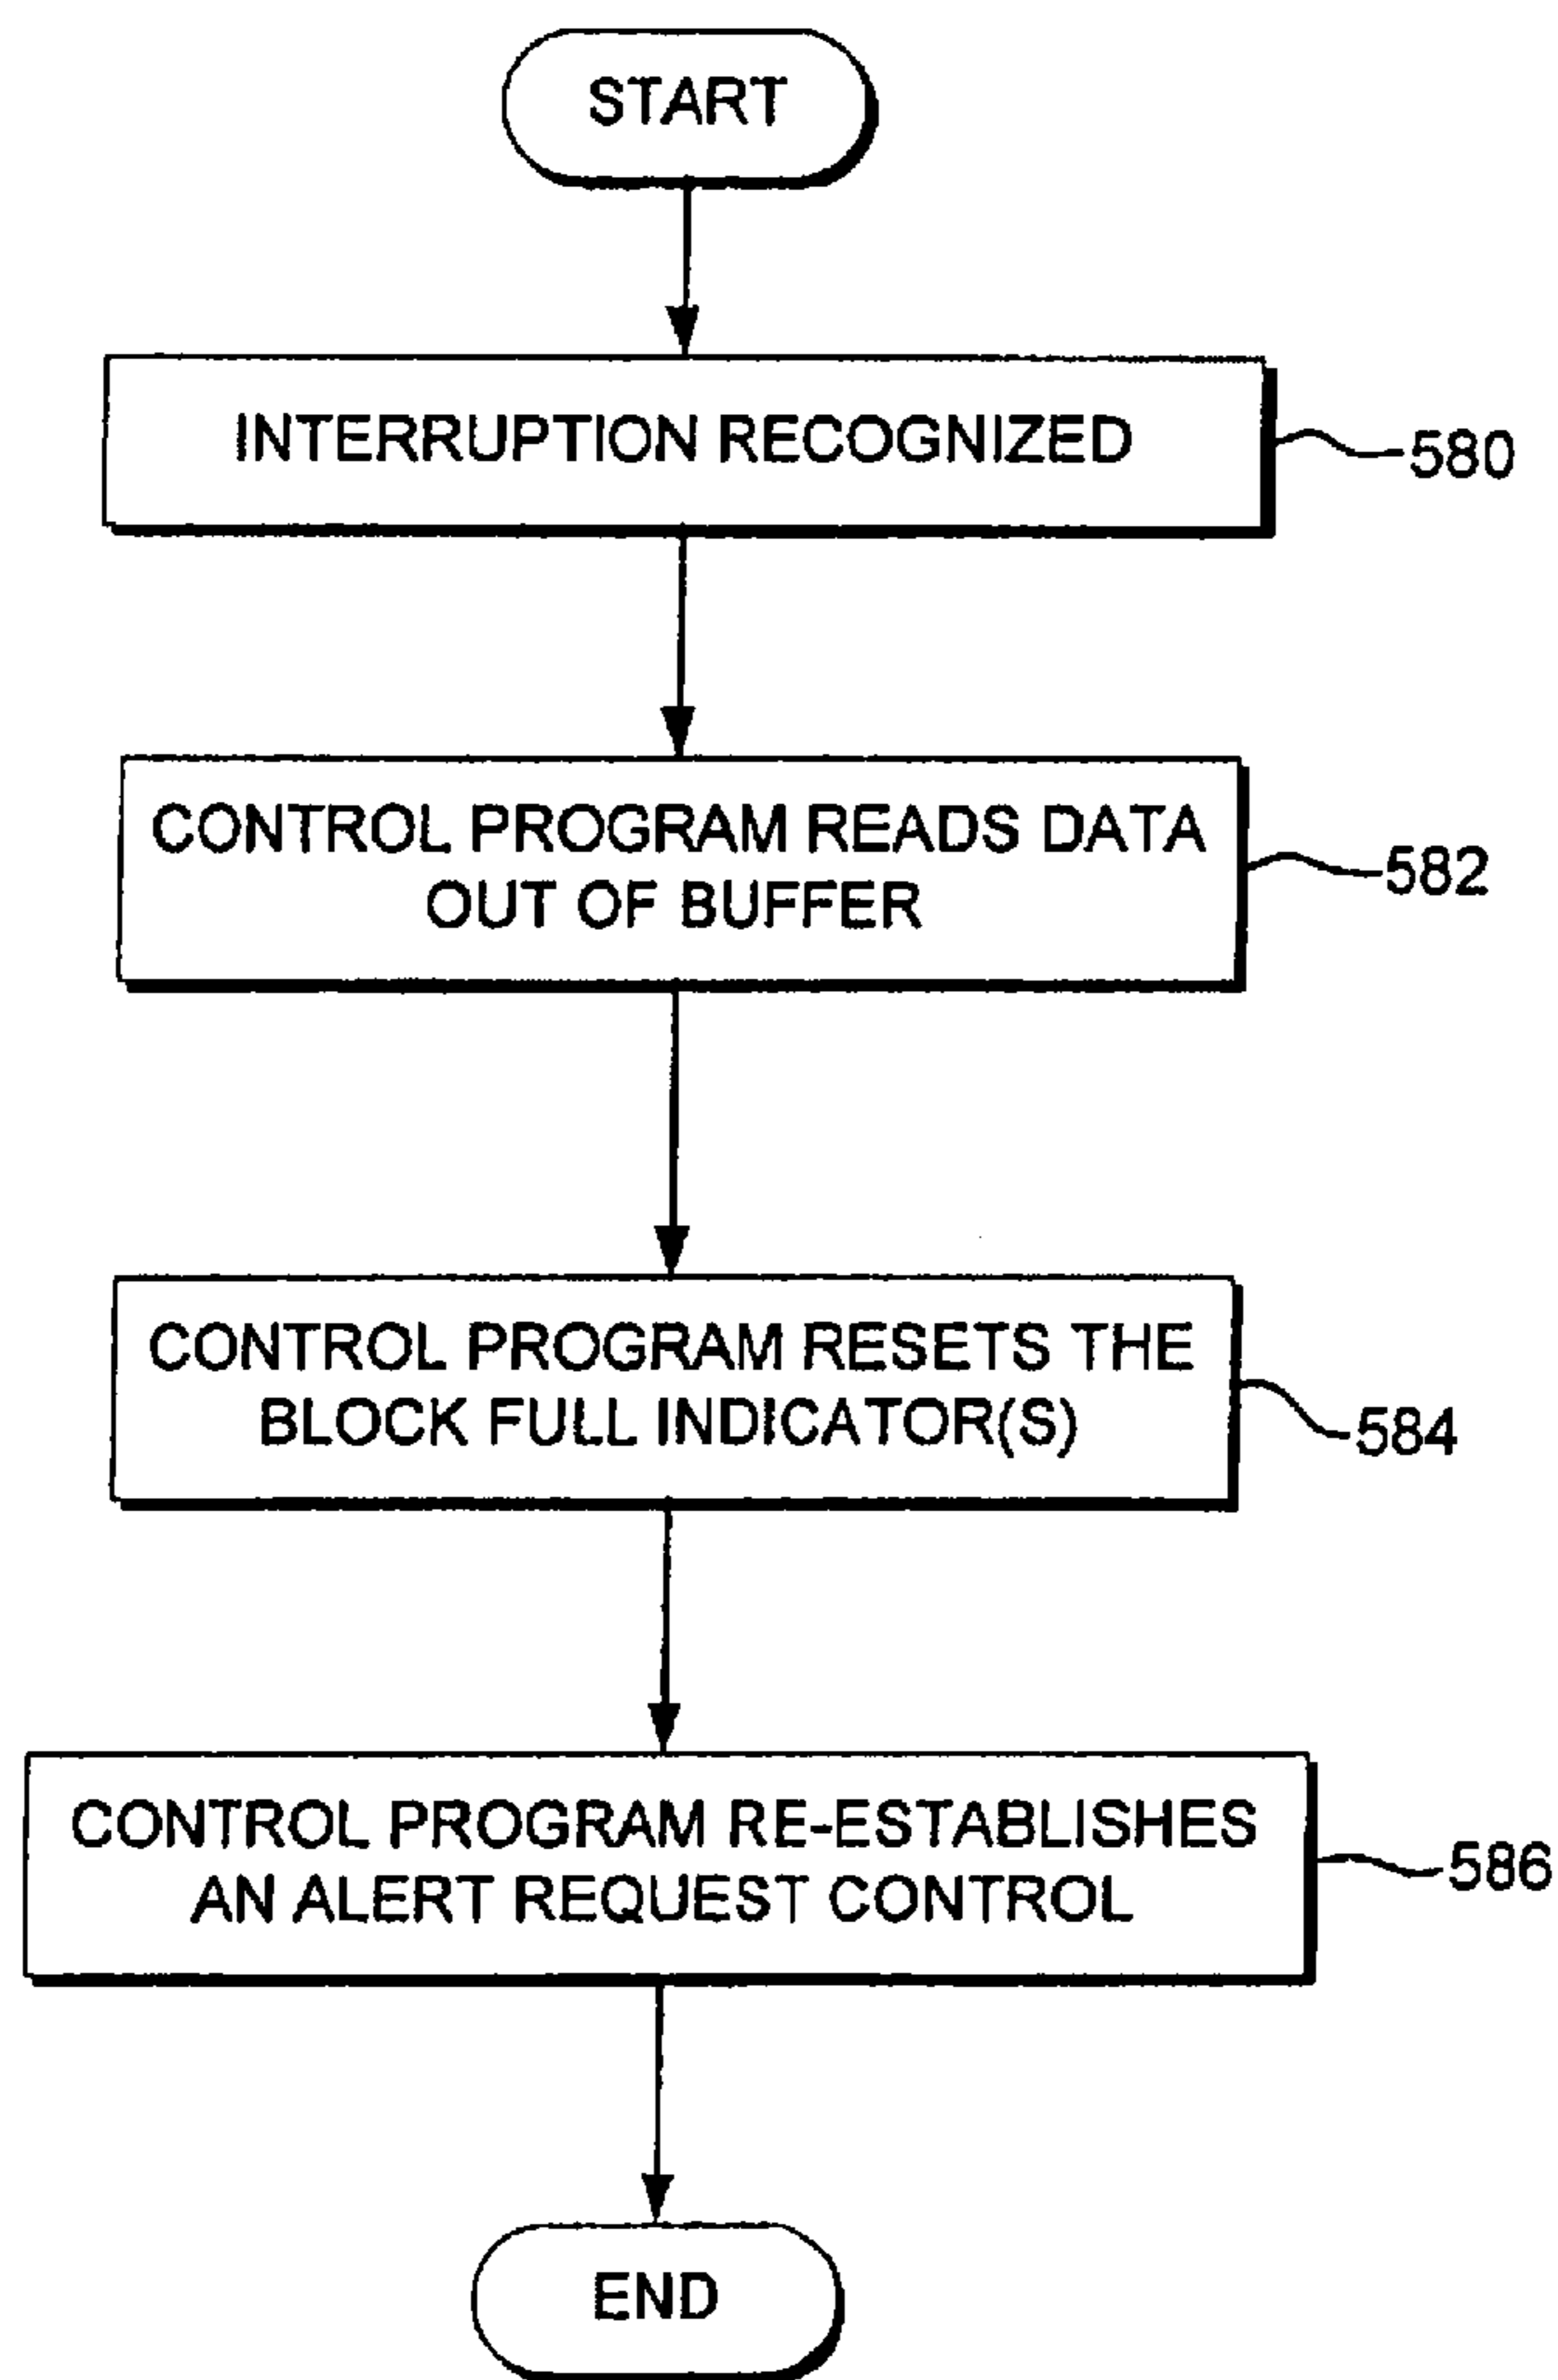 START
INTERRUPTION RECOGNIZED
580
CONTROL PROGRAM READS DATA
OUT OF BUFFER
582
CONTROL PROGRAM RESETS THE
BLOCK FULL INDICATOR(S)
584
CONTROL PROGRAM RE-ESTABLISHES
AN ALERT REQUEST CONTROL
586
END